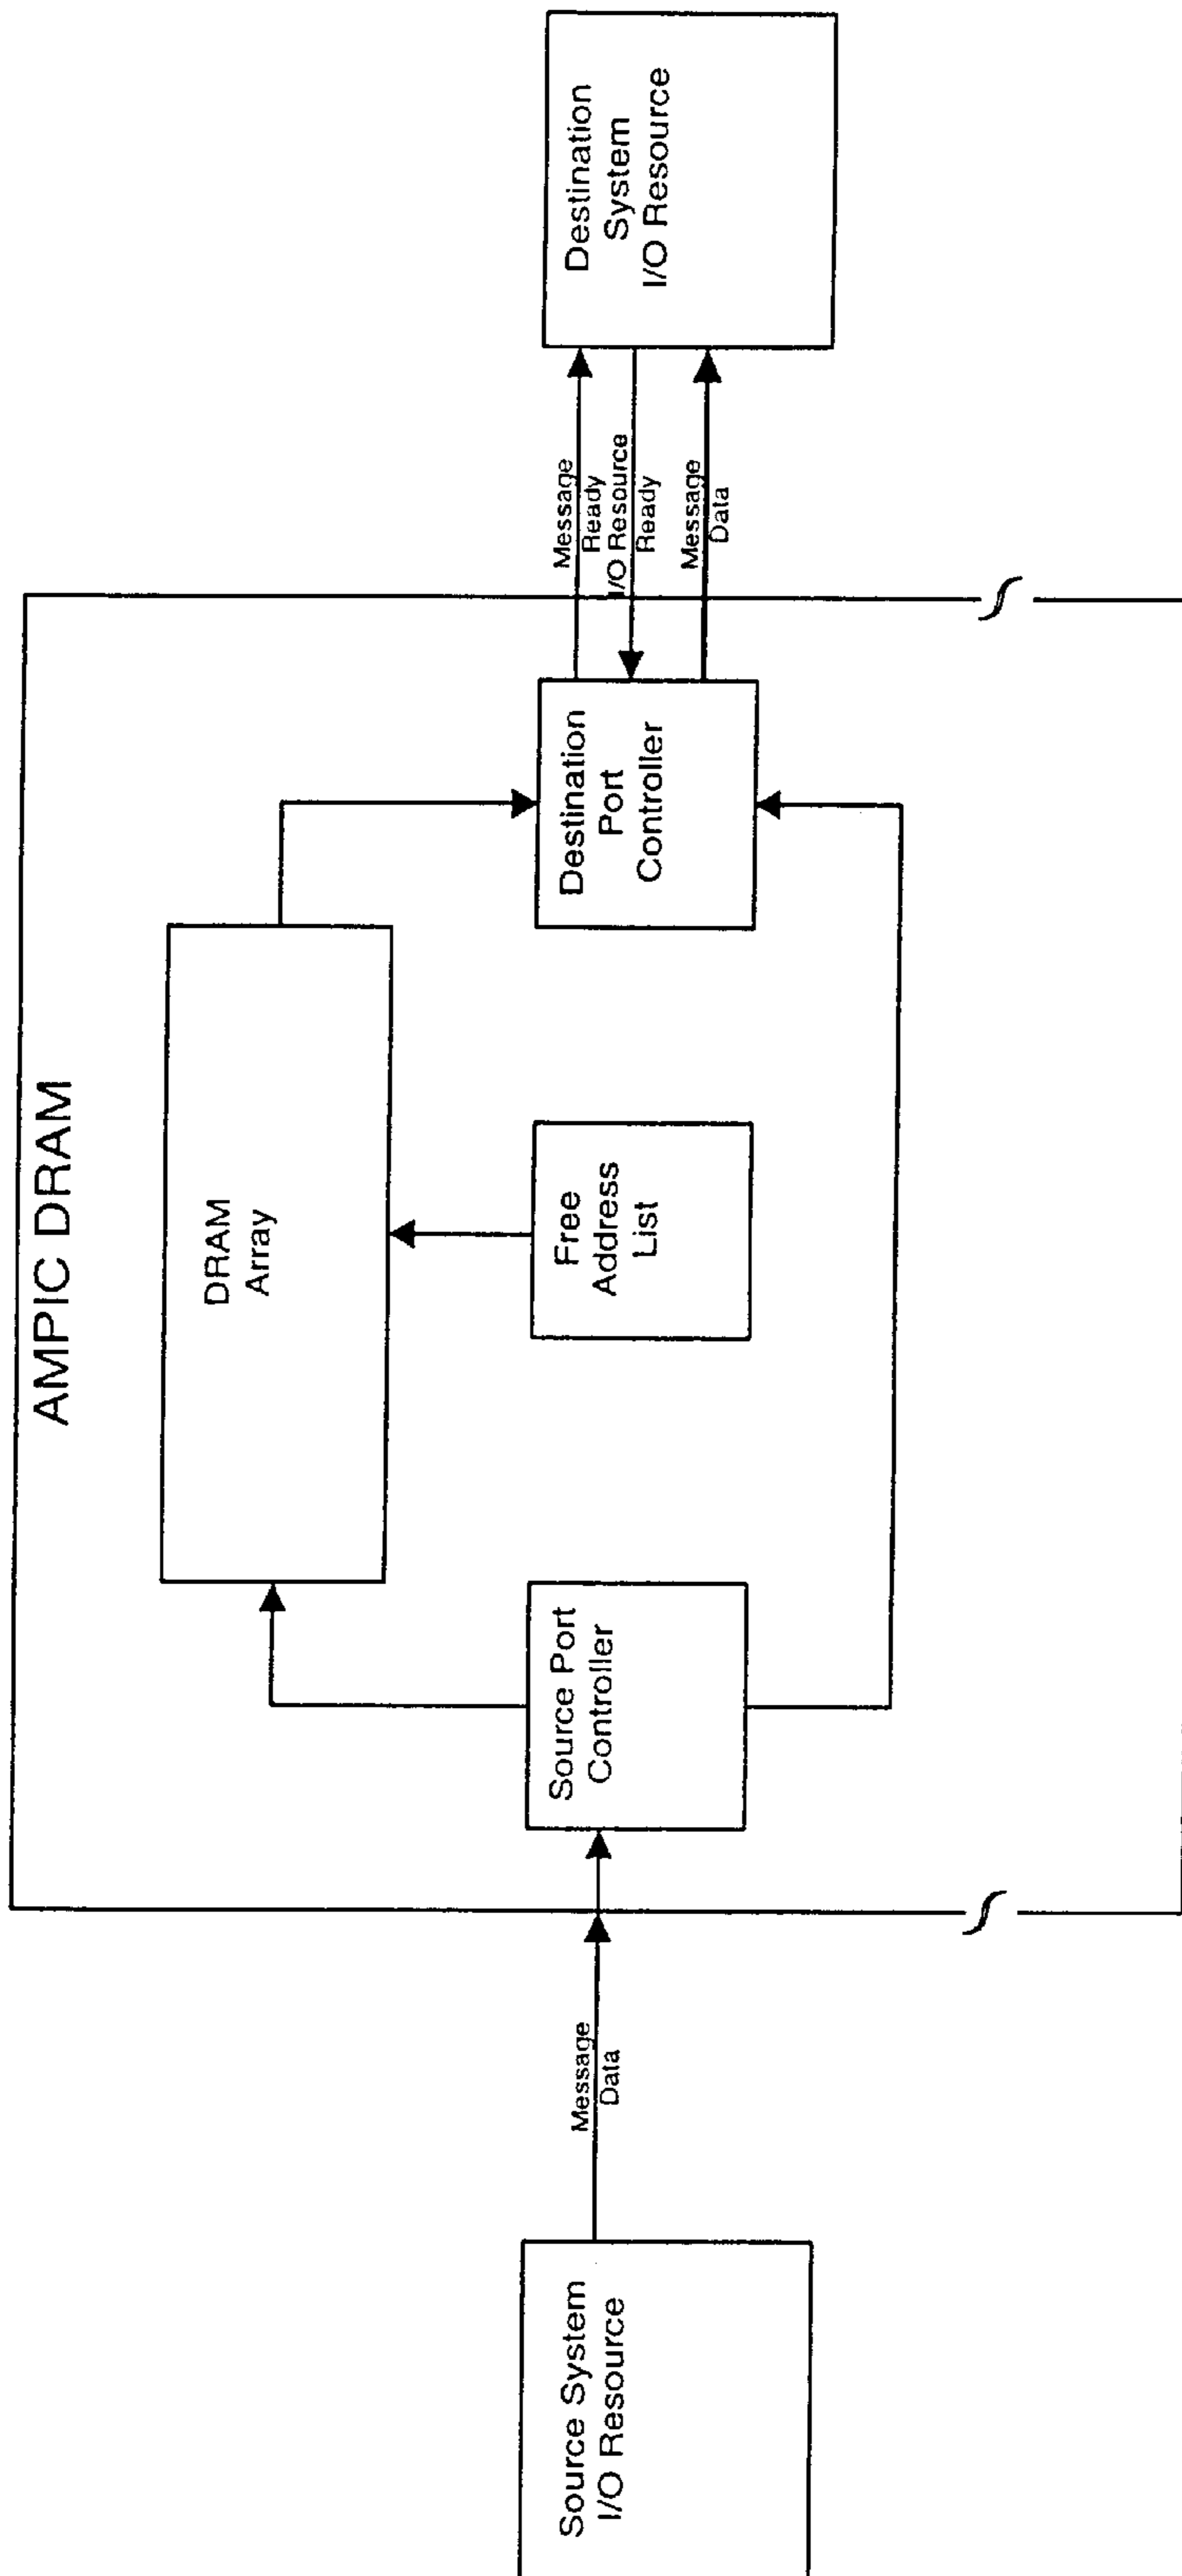 AMPIC DRAM
Source System
I/O Resource
Message
Data
Source Port
Controller
DRAM
Array
Free
Address
List
Destination
Port
Controller
Message
Ready
I/O Resource
Ready
Message
Data
Destination
System
I/O Resource